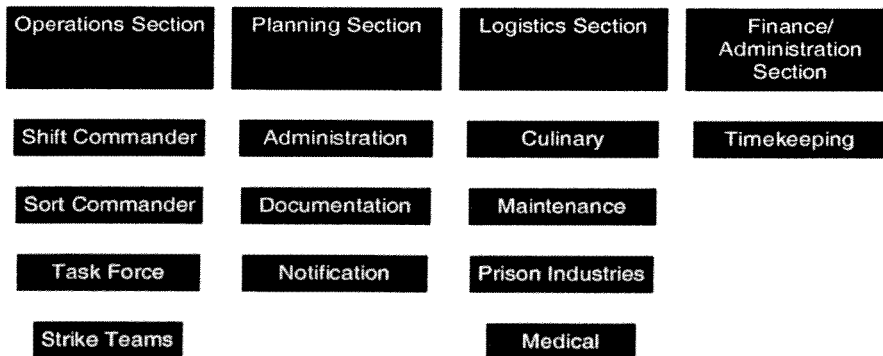 Operations Section
Planning Section
Logistics Section
Finance/
Administration
Section
Shift Commander
Administration
Culinary
Timekeeping
Sort Commander
Documentation
Maintenance
Task Force
Notification
Prison Industries
Strike Teams
Medical